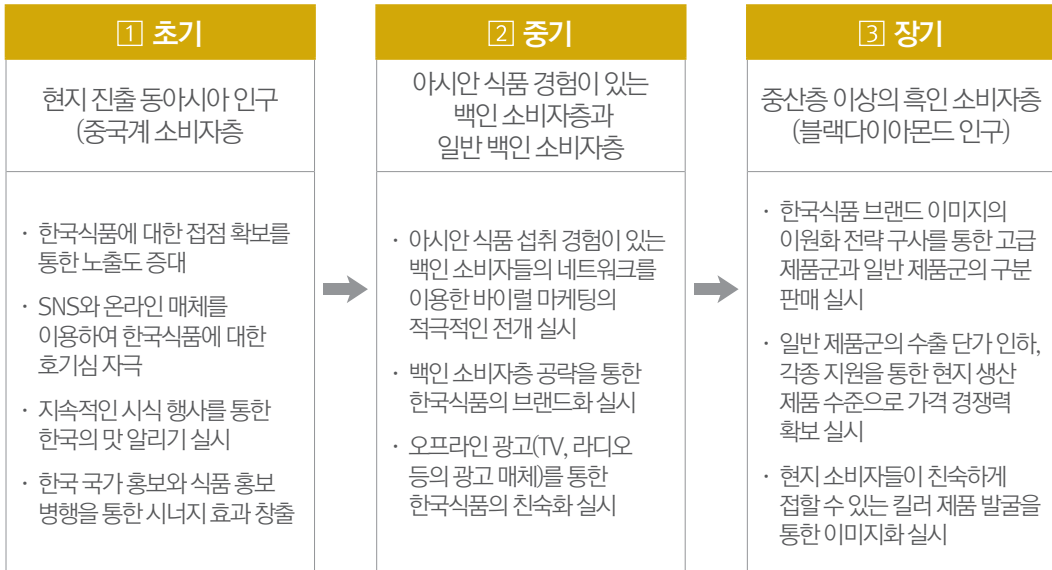 1 초기
현지 진출 동아시아 인구
(중국계 소비자층
· 한국식품에 대한 접점 확보를
통한 노출도 증대
· SNS와 온라인 매체를
이용하여 한국식품에 대한
호기심 자극
· 지속적인 시식 행사를 통한
한국의 맛 알리기 실시
· 한국 국가 홍보와 식품 홍보
병행을 통한 시너지 효과 창출
2 중기
아시안 식품 경험이 있는
백인 소비자층과
일반 백인 소비자층
· 아시안 식품 섭취 경험이 있는
백인 소비자들의 네트워크를
이용한 바이럴 마케팅의
적극적인 전개 실시
· 백인 소비자층 공략을 통한
한국식품의 브랜드화 실시
· 오프라인 광고(TV, 라디오
등의 광고 매체)를 통한
한국식품의 친숙화 실시
3 장기
중산층 이상의 흑인 소비자층
(블랙다이아몬드 인구)
· 한국식품 브랜드 이미지의
이원화 전략 구사를 통한 고급
제품군과 일반 제품군의 구분
판매 실시
· 일반 제품군의 수출 단가 인하,
각종 지원을 통한 현지 생산
제품 수준으로 가격 경쟁력
확보 실시
· 현지 소비자들이 친숙하게
접할 수 있는 킬러 제품 발굴을
통한 이미지화 실시